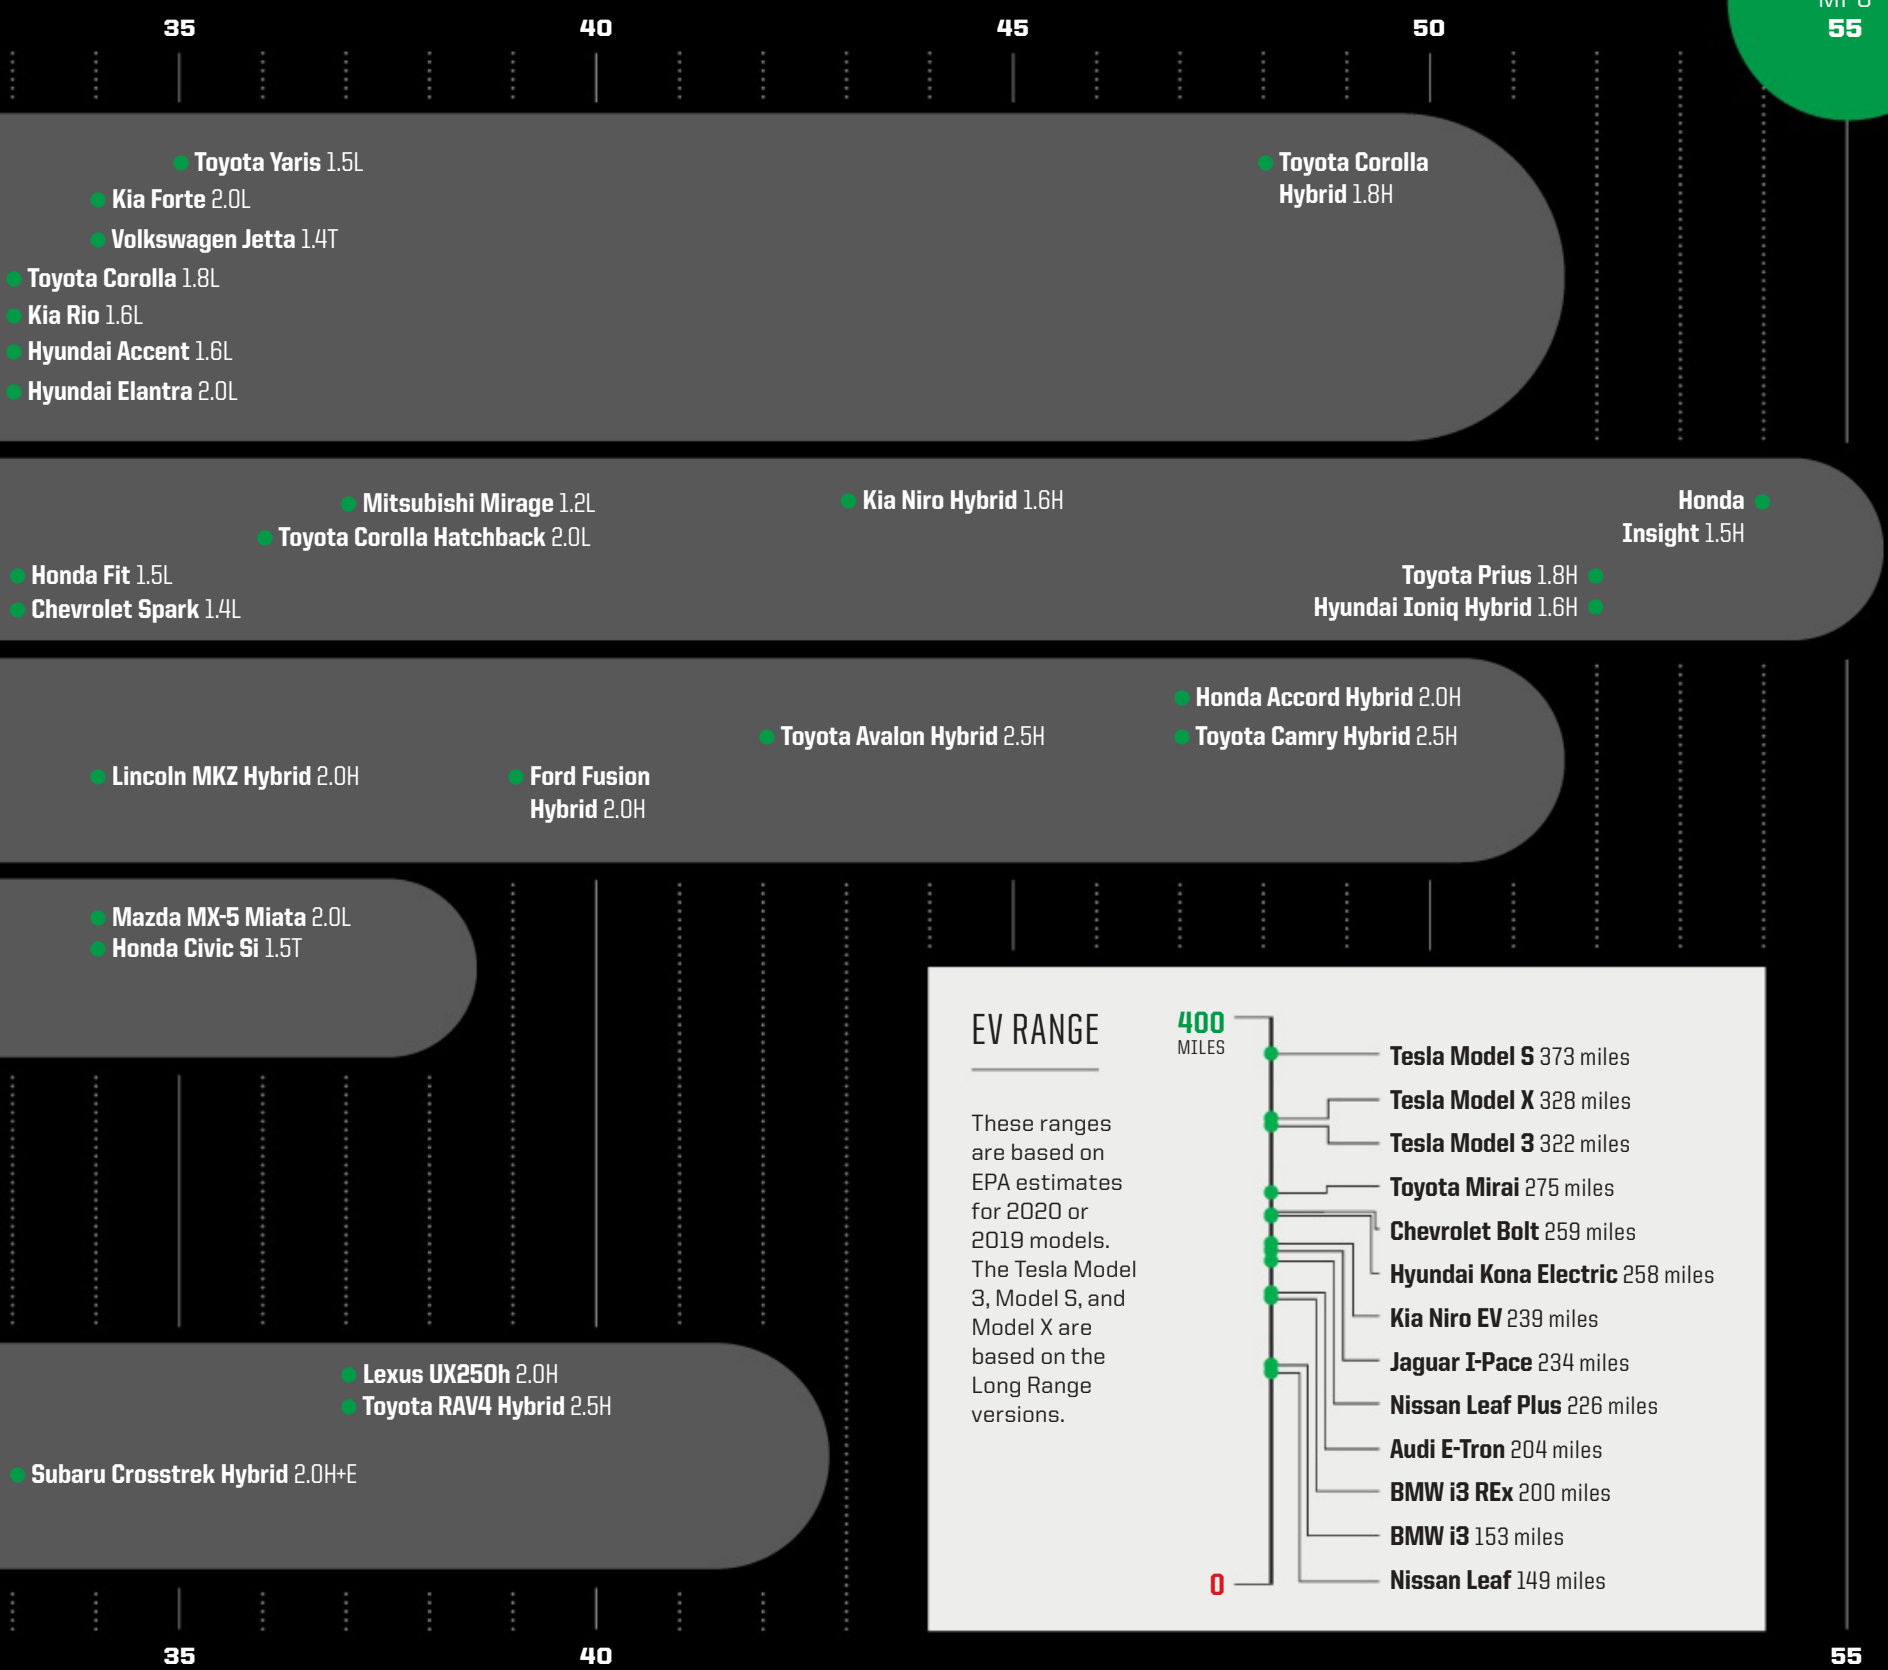 35 40 45 50 55
Toyota Yaris 1.5L
Toyota Corolla
Hybrid 1.8H
Kia Forte 2.0L
Volkswagen Jetta 1.4T
Toyota Corolla 1.8L
Kia Rio 1.6L
Hyundai Accent 1.6L
Hyundai Elantra 2.0L
Mitsubishi Mirage 1.2L
Kia Niro Hybrid 1.6H
Honda
Insight 1.5H
Toyota Corolla Hatchback 2.0L
Honda Fit 1.5L
Toyota Prius 1.8H
Chevrolet Spark 1.4L
Hyundai Ioniq Hybrid 1.6H
Honda Accord Hybrid 2.0H
Toyota Avalon Hybrid 2.5H
Toyota Camry Hybrid 2.5H
Lincoln MKZ Hybrid 2.0H
Ford Fusion
Hybrid 2.0H
Mazda MX-5 Miata 2.0L
Honda Civic Si 1.5T
Lexus UX250h 2.0H
Toyota RAV4 Hybrid 2.5H
Subaru Crosstrek Hybrid 2.0H+E
EV RANGE
These ranges
are based on
EPA estimates
for 2020 or
2019 models.
The Tesla Model
3, Model S, and
Model X are
based on the
Long Range
versions.
400
MILES
Tesla Model S 373 miles
Tesla Model X 328 miles
Tesla Model 3 322 miles
Toyota Mirai 275 miles
Chevrolet Bolt 259 miles
Hyundai Kona Electric 258 miles
Kia Niro EV 239 miles
Jaguar I-Pace 234 miles
Nissan Leaf Plus 226 miles
Audi E-Tron 204 miles
BMW i3 REx 200 miles
BMW i3 153 miles
Nissan Leaf 149 miles
0
35 40 55